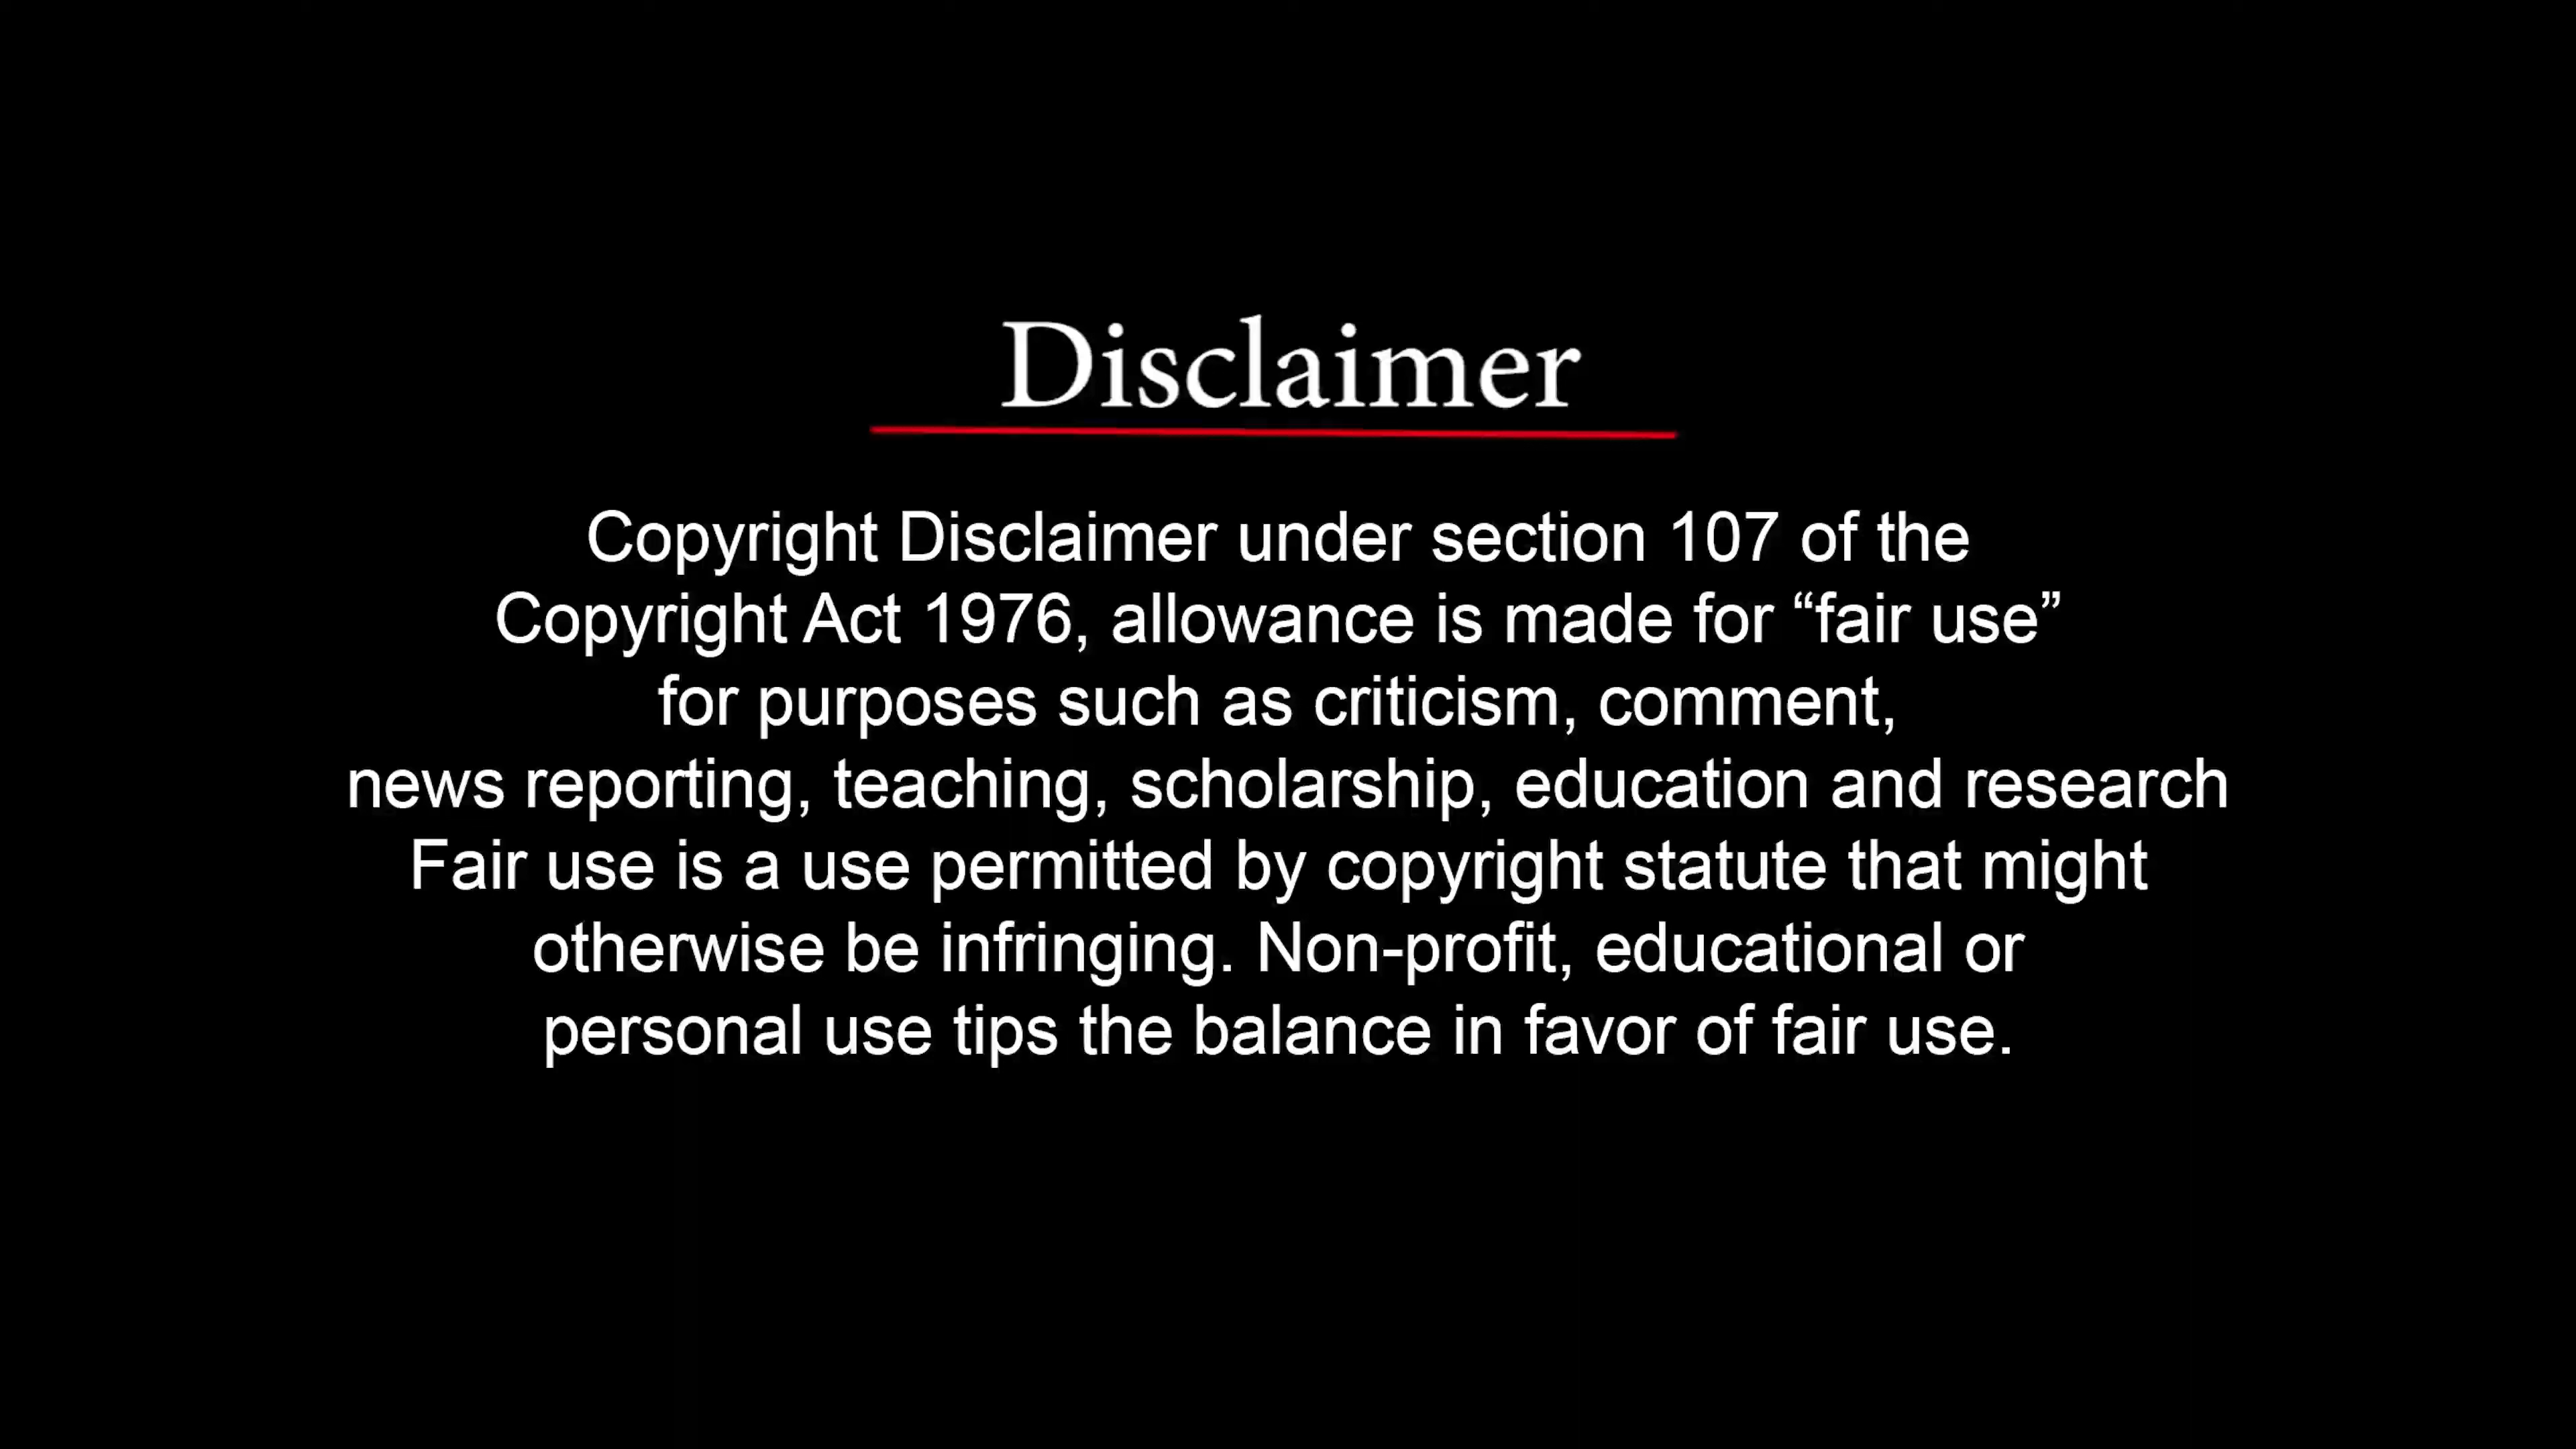 Disclaimer
Copyright Disclaimer under section 107 of the
Copyright Act 1976, allowance is made for “fair use”
for purposes such as criticism, comment,
news reporting, teaching, scholarship, education and research
Fair use is a use permitted by copyright statute that might
otherwise be infringing. Non-profit, educational or
personal use tips the balance in favor of fair use.